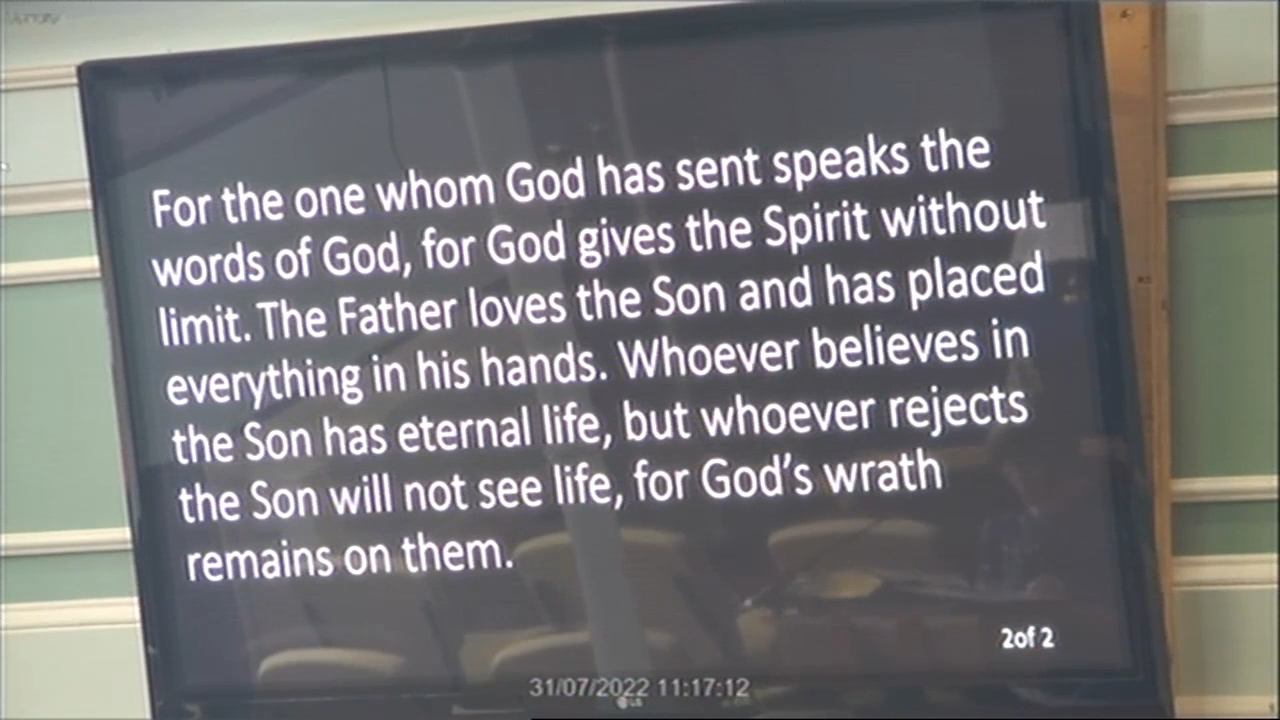 For the one whom God has sent speaks the
words of God, for God gives the Spirit without
limit. The Father loves the Son and has placed
everything in his hands. Whoever believes in
the Son has eternal life, but whoever rejects
the Son will not see life, for God's wrath
remains on them.
2of 2
31/07/2022 11:17:12
LG